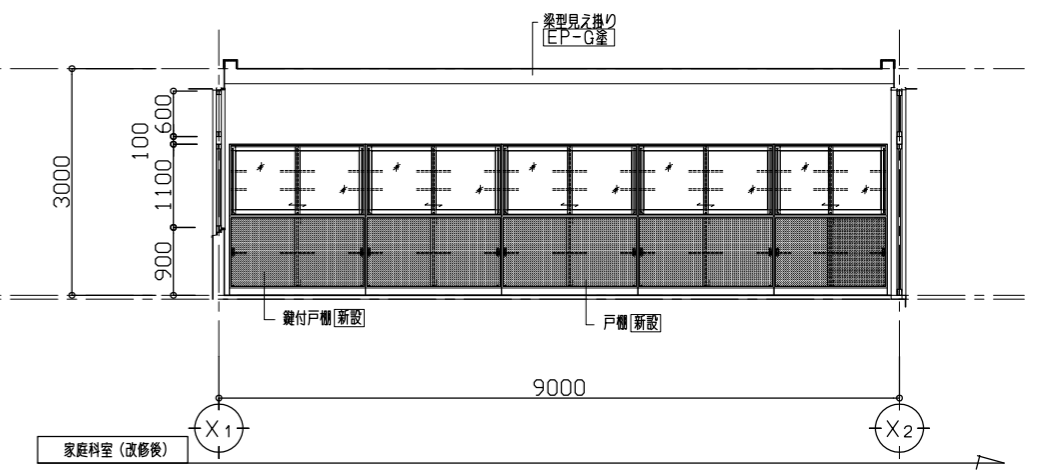 梁型見え掛り
EP-G塗
3000
600
100
1100
900
鍵付戸棚 新設
戸棚 新設
9000
X1
X2
家庭科室（改修後）